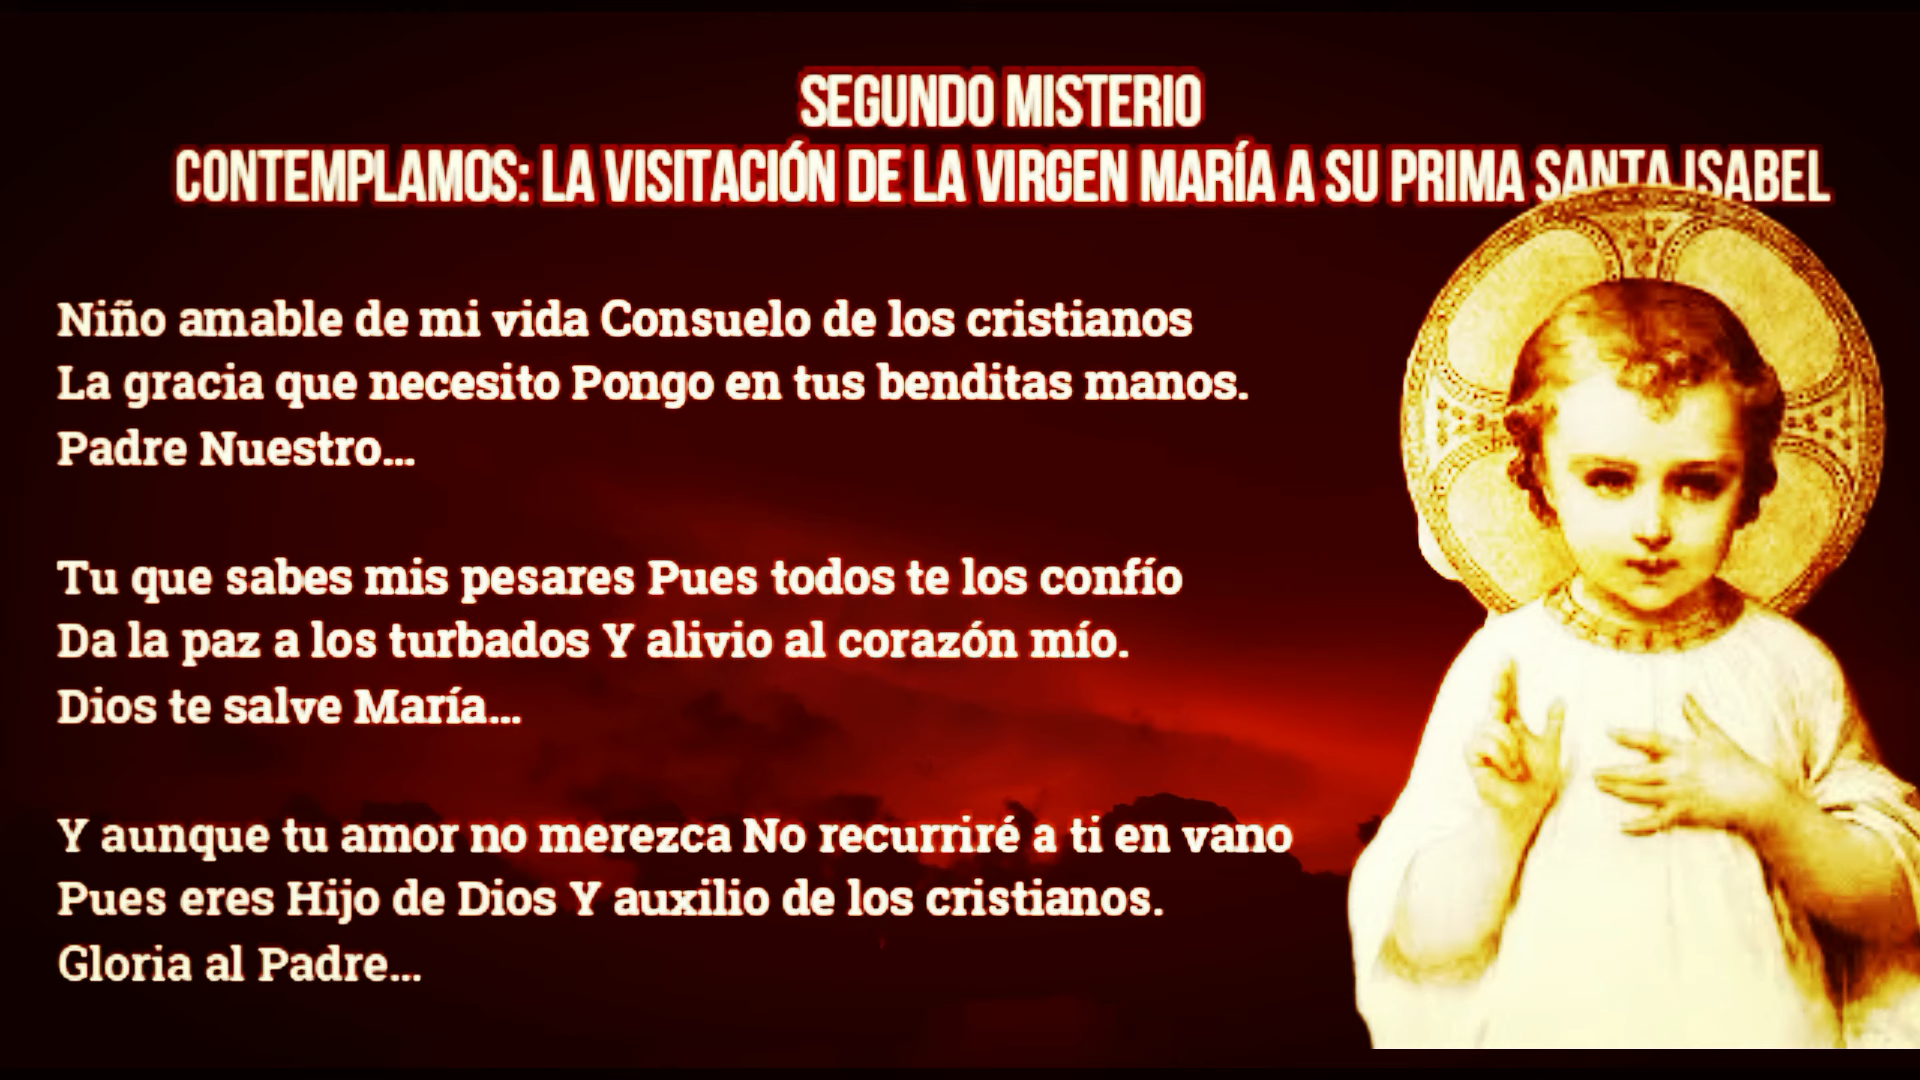 SEGUNDO MISTERIO
CONTEMPLAMOS: LA VISITACIÓN DE LA VIRGEN MARÍA A SU PRIMA SANTA ISABEL
Niño amable de mi vida Consuelo de los cristianos
La gracia que necesito Pongo en tus benditas manos.
Padre Nuestro...
Tu que sabes mis pesares Pues todos te los confío
Da la paz a los turbados Y alivio al corazón mío.
Dios te salve María...
Y aunque tu amor no merezca No recurriré a ti en vano
Pues eres Hijo de Dios Y auxilio de los cristianos.
Gloria al Padre...